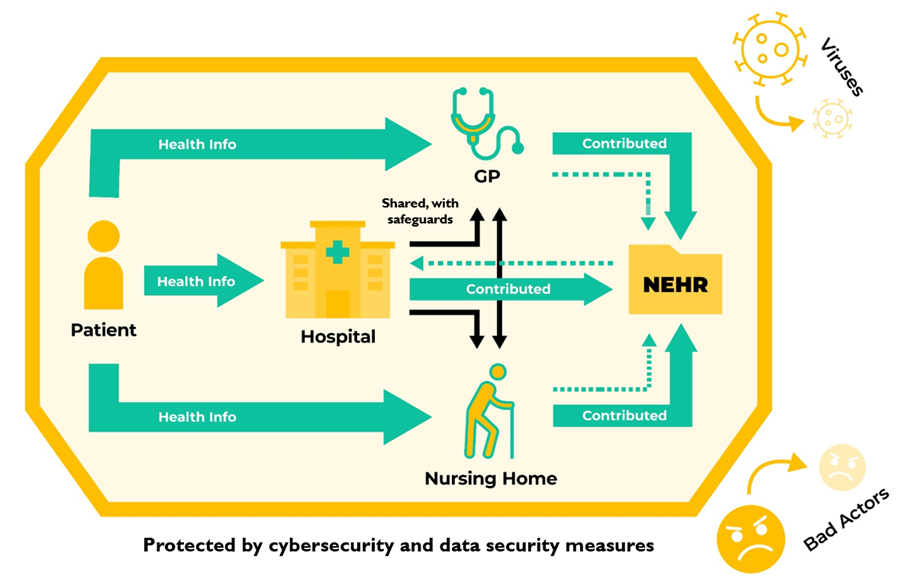 Viruses
Health Info
Contributed
GP
Shared, with
safeguards
Health Info
Contributed
NEHR
Patient
Hospital
Health Info
Contributed
Nursing Home
Bad Actors
Protected by cybersecurity and data security measures